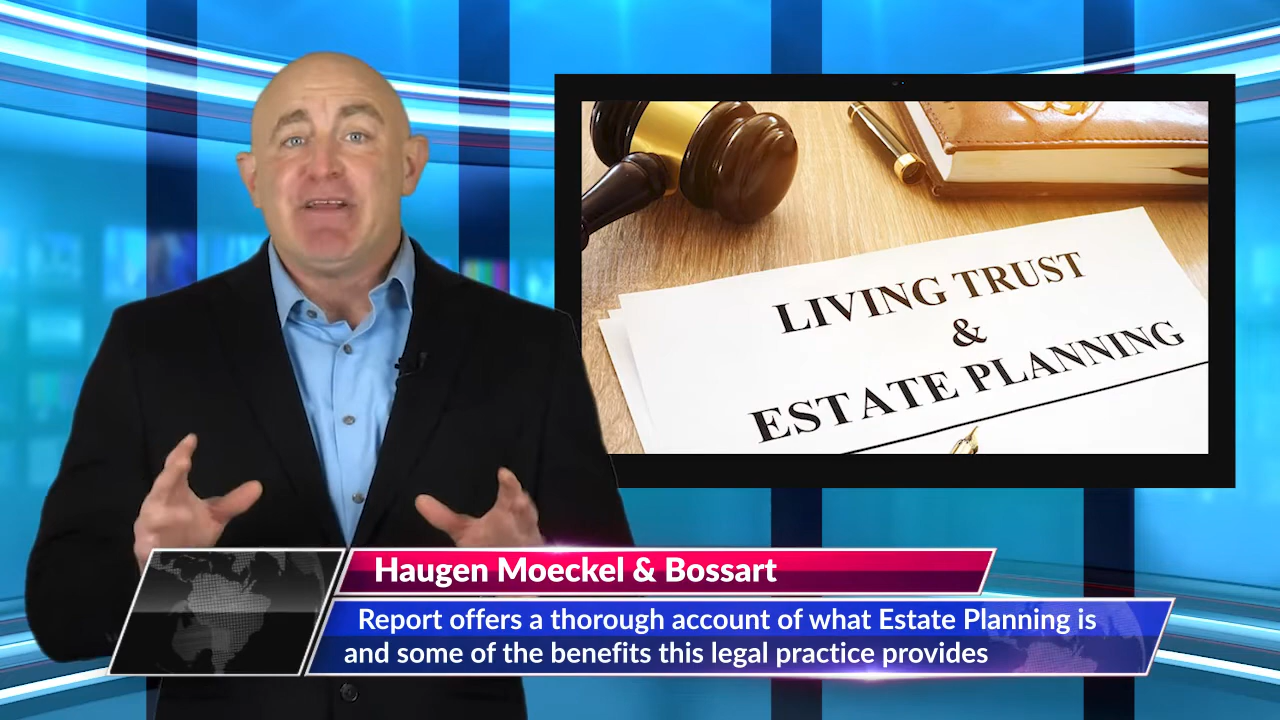 LIVING TRUST
&
ESTATE PLANNING
Haugen Moeckel & Bossart
Report offers a thorough account of what Estate Planning is
and some of the benefits this legal practice provides